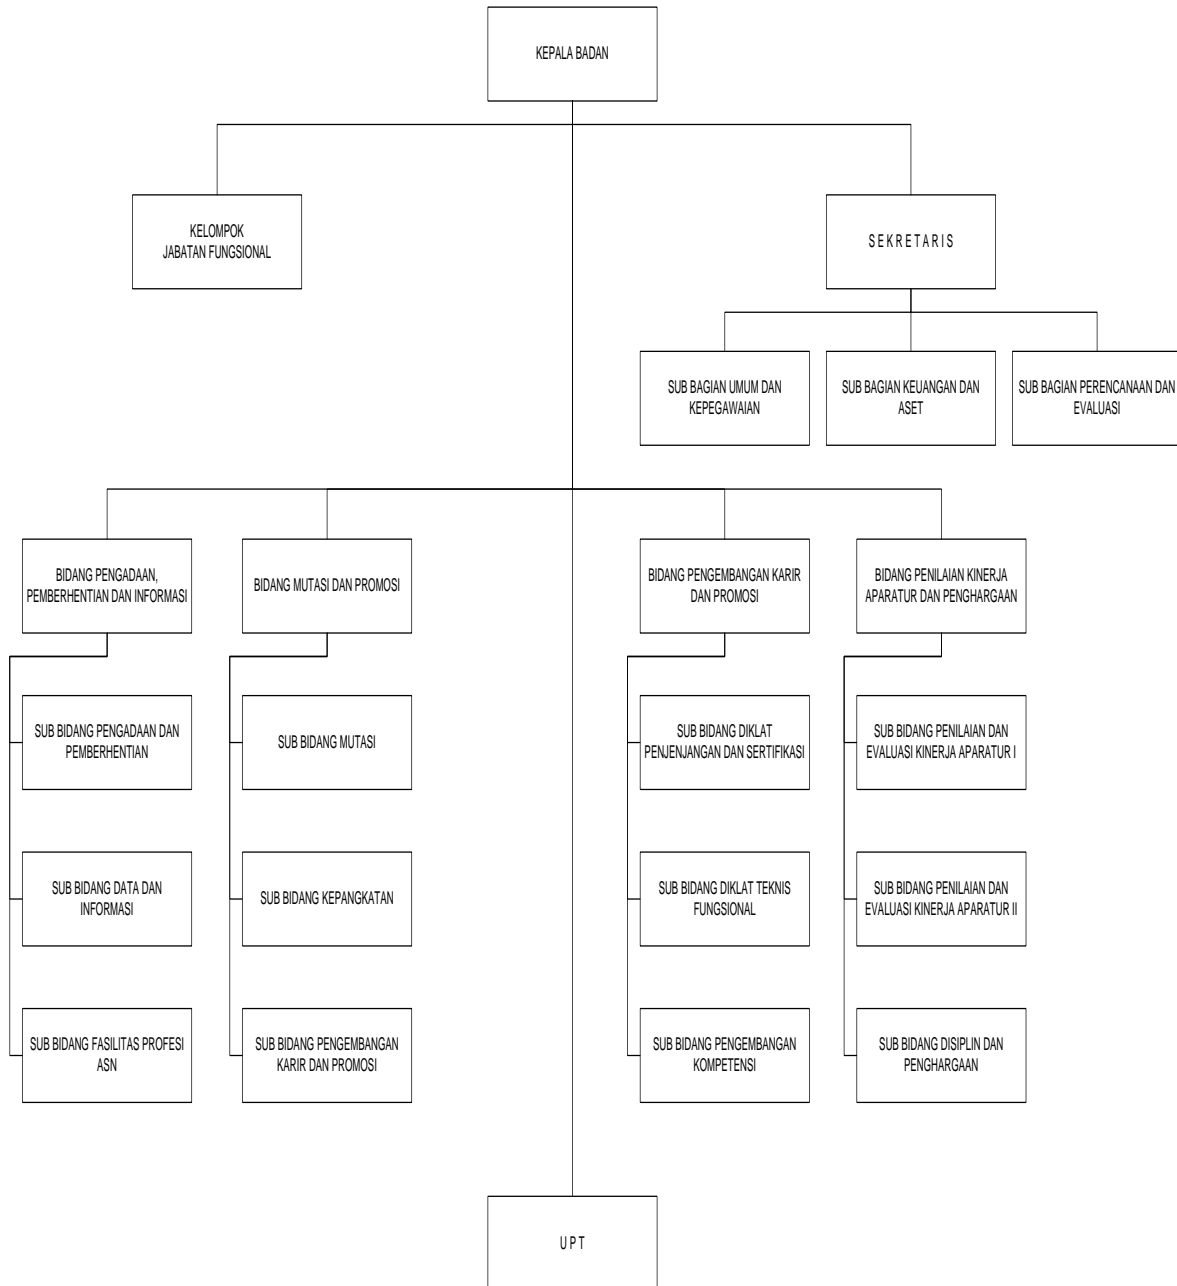 KEPALA BADAN
KELOMPOK
JABATAN FUNGSIONAL
S E K R E T A R I S
SUB BAGIAN UMUM DAN
KEPEGAWAIAN
SUB BAGIAN KEUANGAN DAN
ASET
SUB BAGIAN PERENCANAAN DAN
EVALUASI
BIDANG PENGADAAN,
PEMBERHENTIAN DAN INFORMASI
BIDANG MUTASI DAN PROMOSI
BIDANG PENGEMBANGAN KARIR
DAN PROMOSI
BIDANG PENILAIAN KINERJA
APARATUR DAN PENGHARGAAN
SUB BIDANG PENGADAAN DAN
PEMBERHENTIAN
SUB BIDANG MUTASI
SUB BIDANG DIKLAT
PENJENJANGAN DAN SERTIFIKASI
SUB BIDANG PENILAIAN DAN
EVALUASI KINERJA APARATUR I
SUB BIDANG DATA DAN
INFORMASI
SUB BIDANG KEPANGKATAN
SUB BIDANG DIKLAT TEKNIS
FUNGSIONAL
SUB BIDANG PENILAIAN DAN
EVALUASI KINERJA APARATUR II
SUB BIDANG FASILITAS PROFESI
ASN
SUB BIDANG PENGEMBANGAN
KARIR DAN PROMOSI
SUB BIDANG PENGEMBANGAN
KOMPETENSI
SUB BIDANG DISIPLIN DAN
PENGHARGAAN
U P T